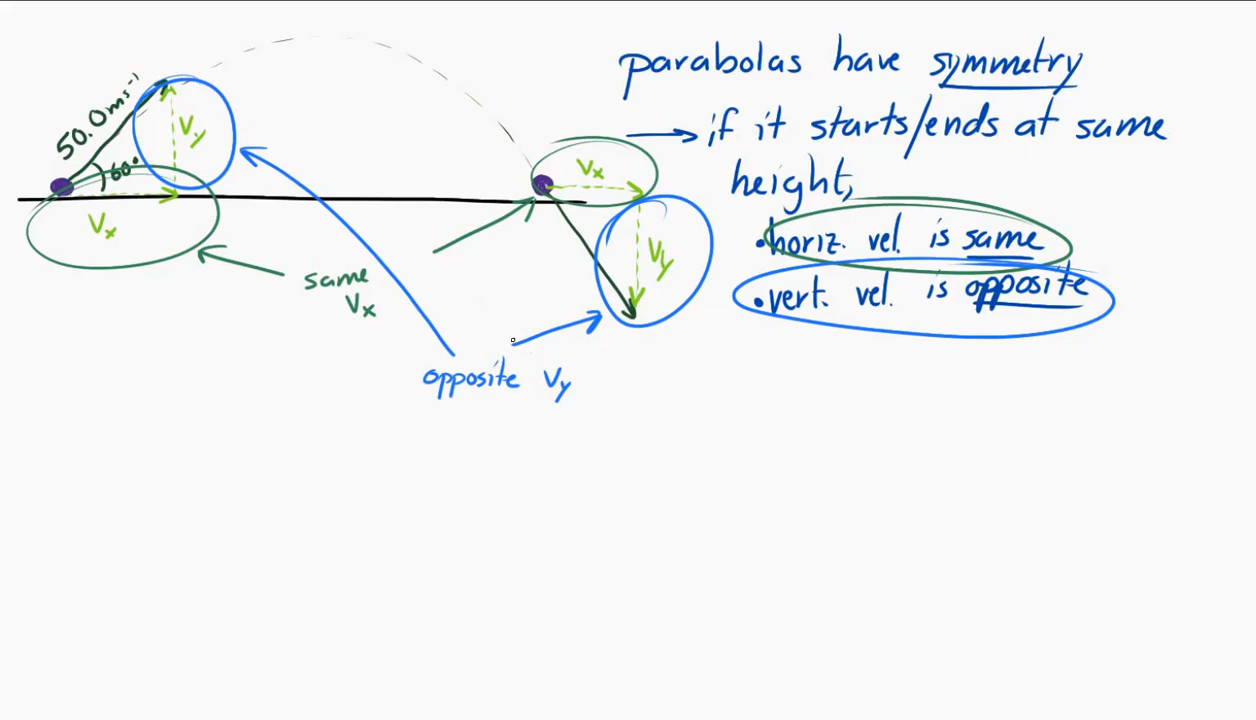 parabolas have symmetry
→ if it starts/ends at same
height,
• horiz. vel. is same
• vert. vel. is opposite
50.0ms⁻¹
60°
Vy
Vx
Vx
Vy
same
Vx
opposite Vy